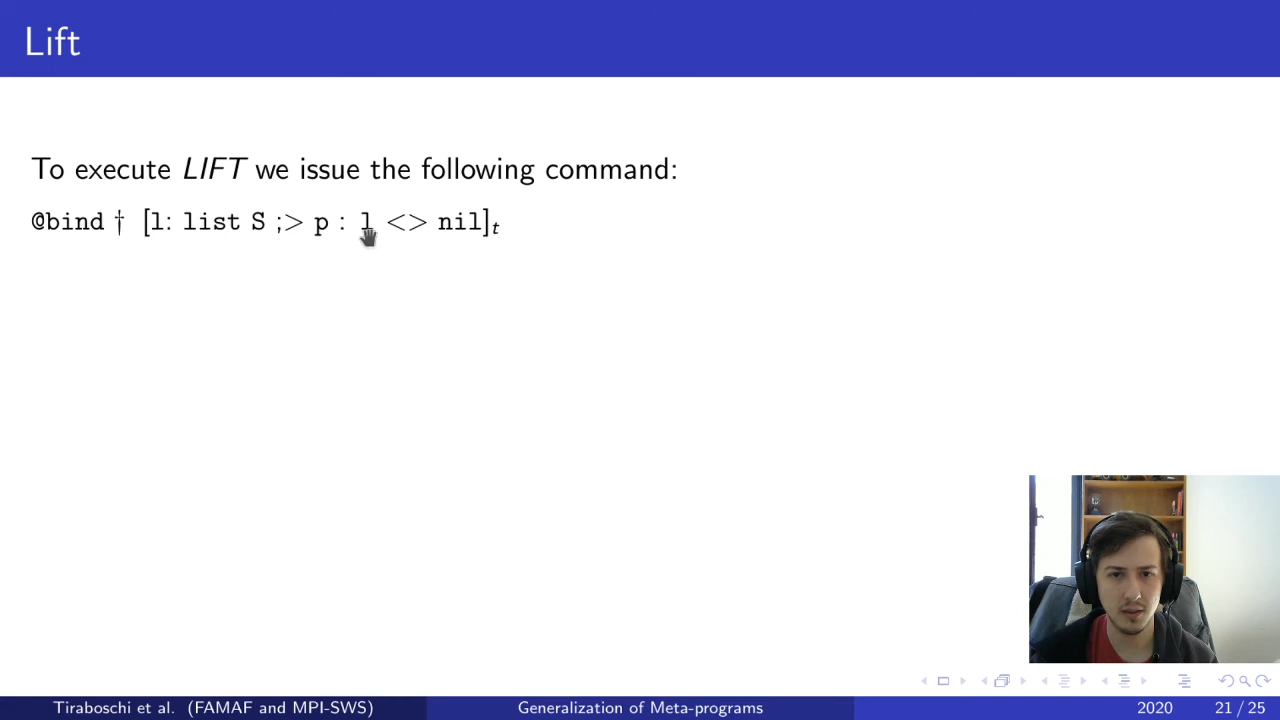 Lift
To execute LIFT we issue the following command:
@bind † [l: list S ;> p : l <> nil]t
Tiraboschi et al. (FAMAF and MPI-SWS) Generalization of Meta-programs 2020 21 / 25